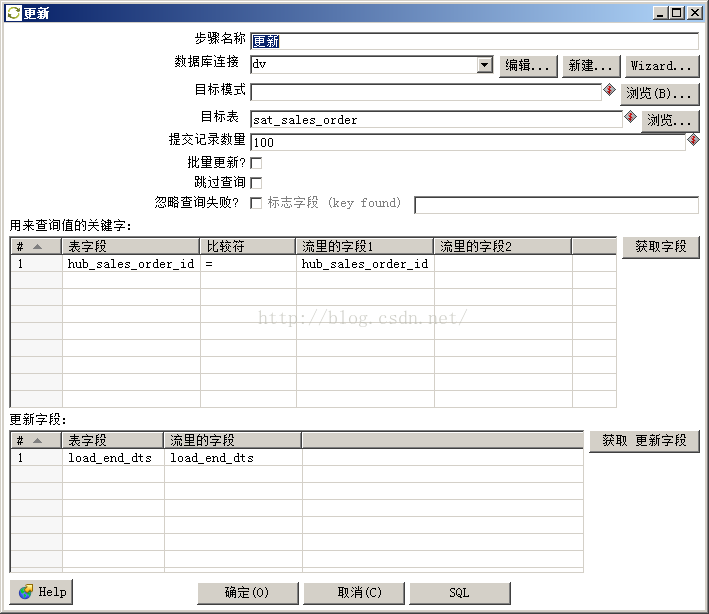 更新
步骤名称 更新
数据库连接 dv 编辑... 新建... Wizard...
目标模式 浏览(B)...
目标表 sat_sales_order 浏览...
提交记录数量 100
批量更新?
跳过查询
忽略查询失败? 标志字段 (key found)
用来查询值的关键字:
# 表字段 比较符 流里的字段1 流里的字段2 获取字段
1 hub_sales_order_id = hub_sales_order_id
http://blog.csdn.net/
更新字段:
# 表字段 流里的字段 获取 更新字段
1 load_end_dts load_end_dts
Help 确定(O) 取消(C) SQL